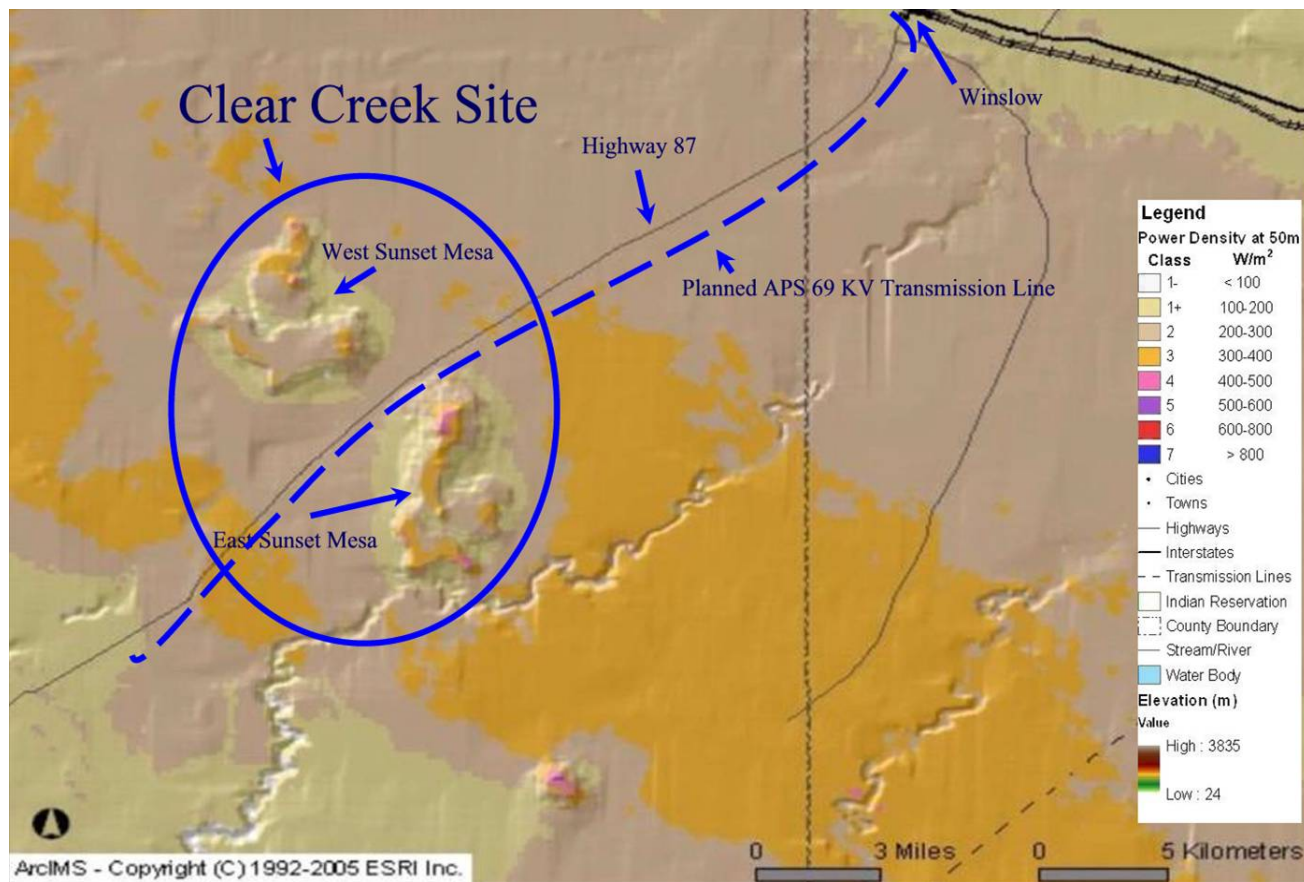 Clear Creek Site
Winslow
Highway 87
West Sunset Mesa
Planned APS 69 KV Transmission Line
East Sunset Mesa
Legend
Power Density at 50m
Class W/m²
1- < 100
1+ 100-200
2 200-300
3 300-400
4 400-500
5 500-600
6 600-800
7 > 800
Cities
Towns
Highways
Interstates
Transmission Lines
Indian Reservation
County Boundary
Stream/River
Water Body
Elevation (m)
Value
High : 3835
Low : 24
0 3 Miles 0 5 Kilometers
ArcIMS - Copyright (C) 1992-2005 ESRI Inc.